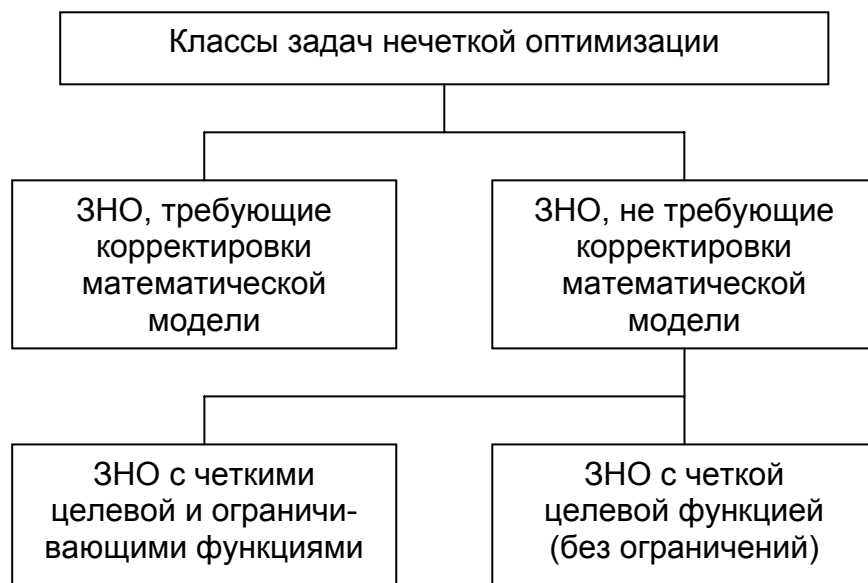 Классы задач нечеткой оптимизации
ЗНО, требующие
корректировки
математической
модели
ЗНО, не требующие
корректировки
математической
модели
ЗНО с четкими
целевой и ограничи-
вающими функциями
ЗНО с четкой
целевой функцией
(без ограничений)